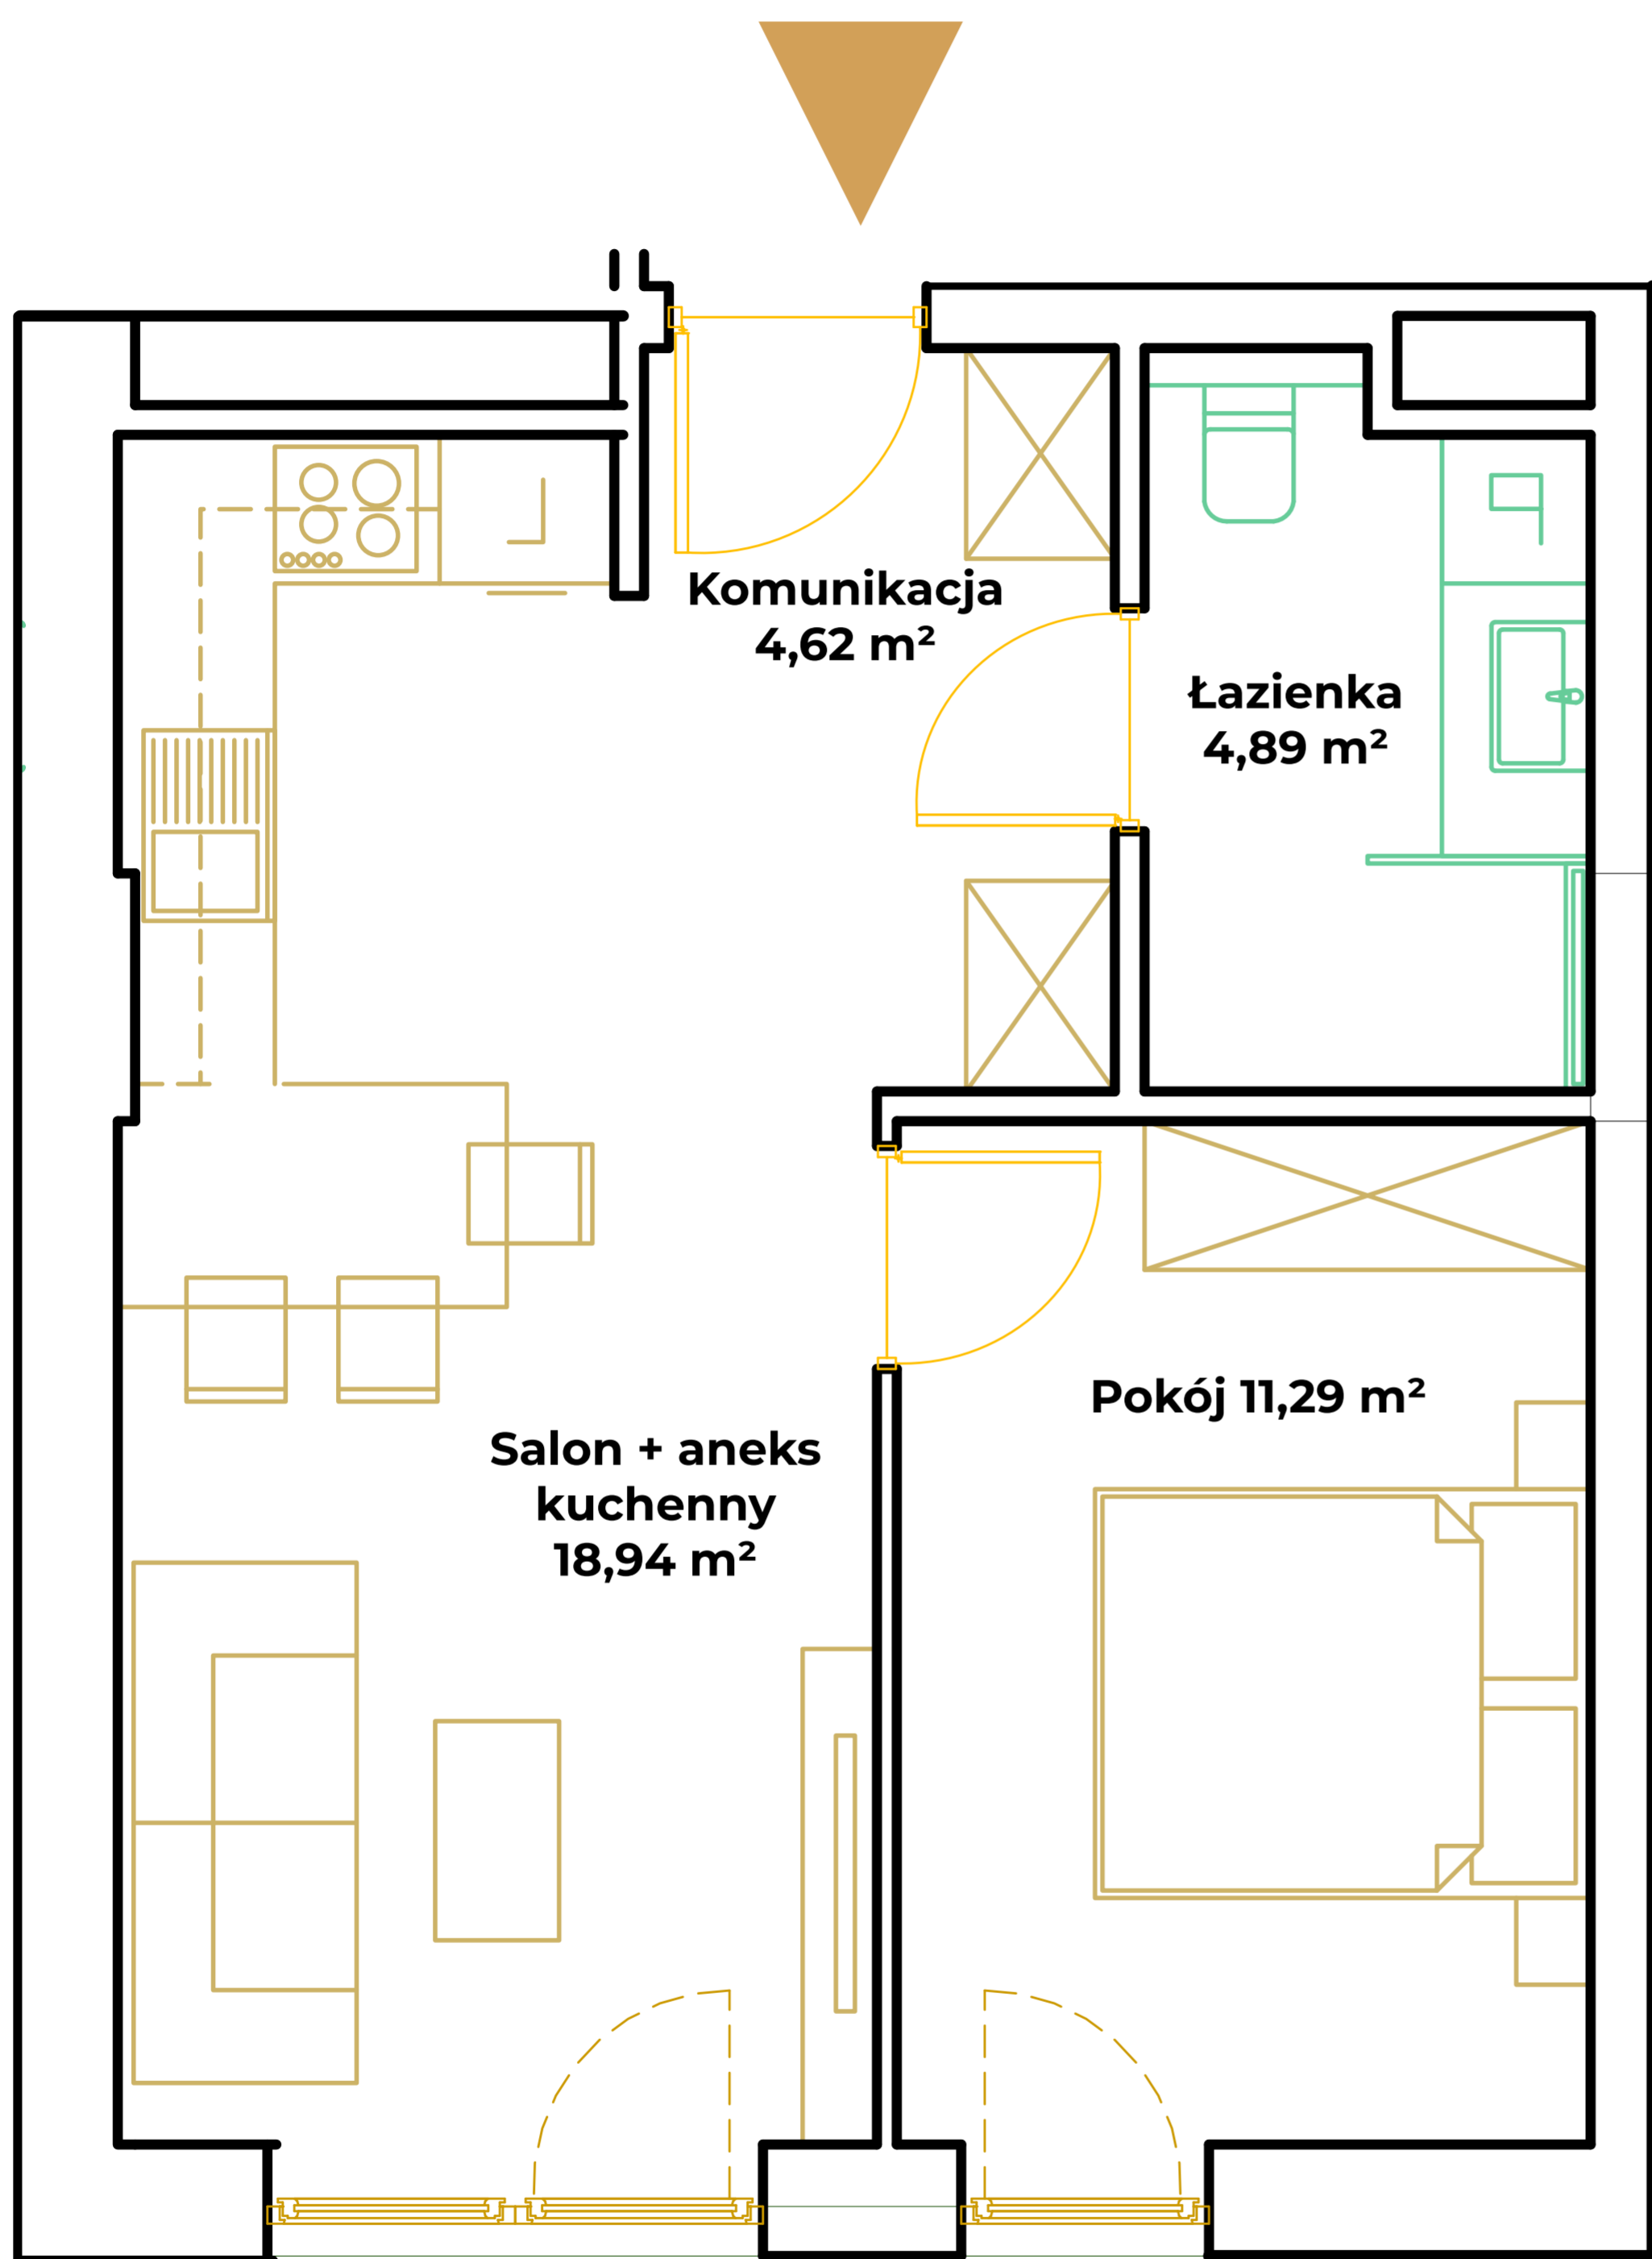 Komunikacja
4,62 m²
Łazienka
4,89 m²
Pokój 11,29 m²
Salon + aneks
kuchenny
18,94 m²